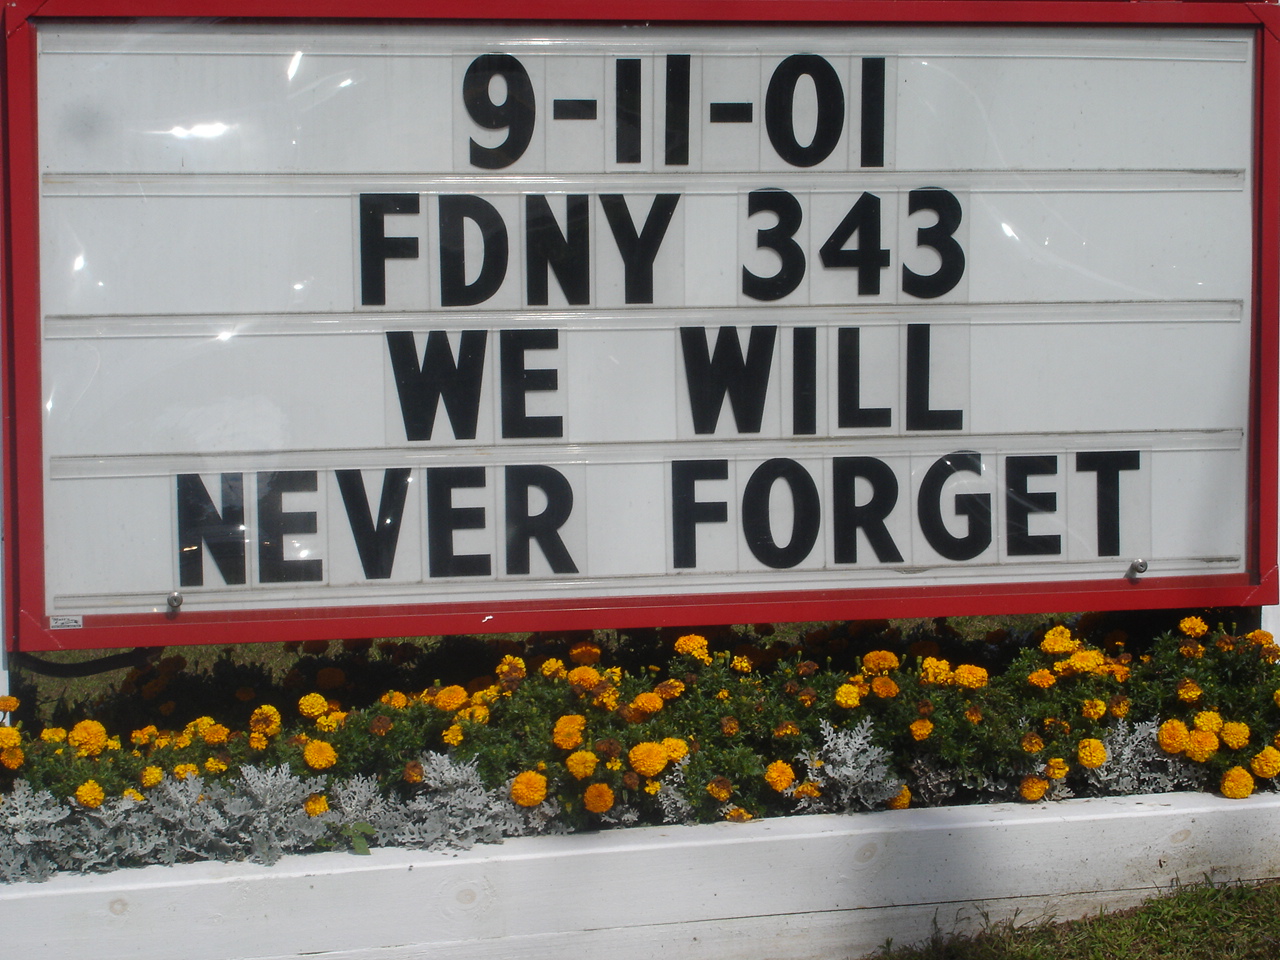 9-11-01
FDNY 343
WE WILL
NEVER FORGET